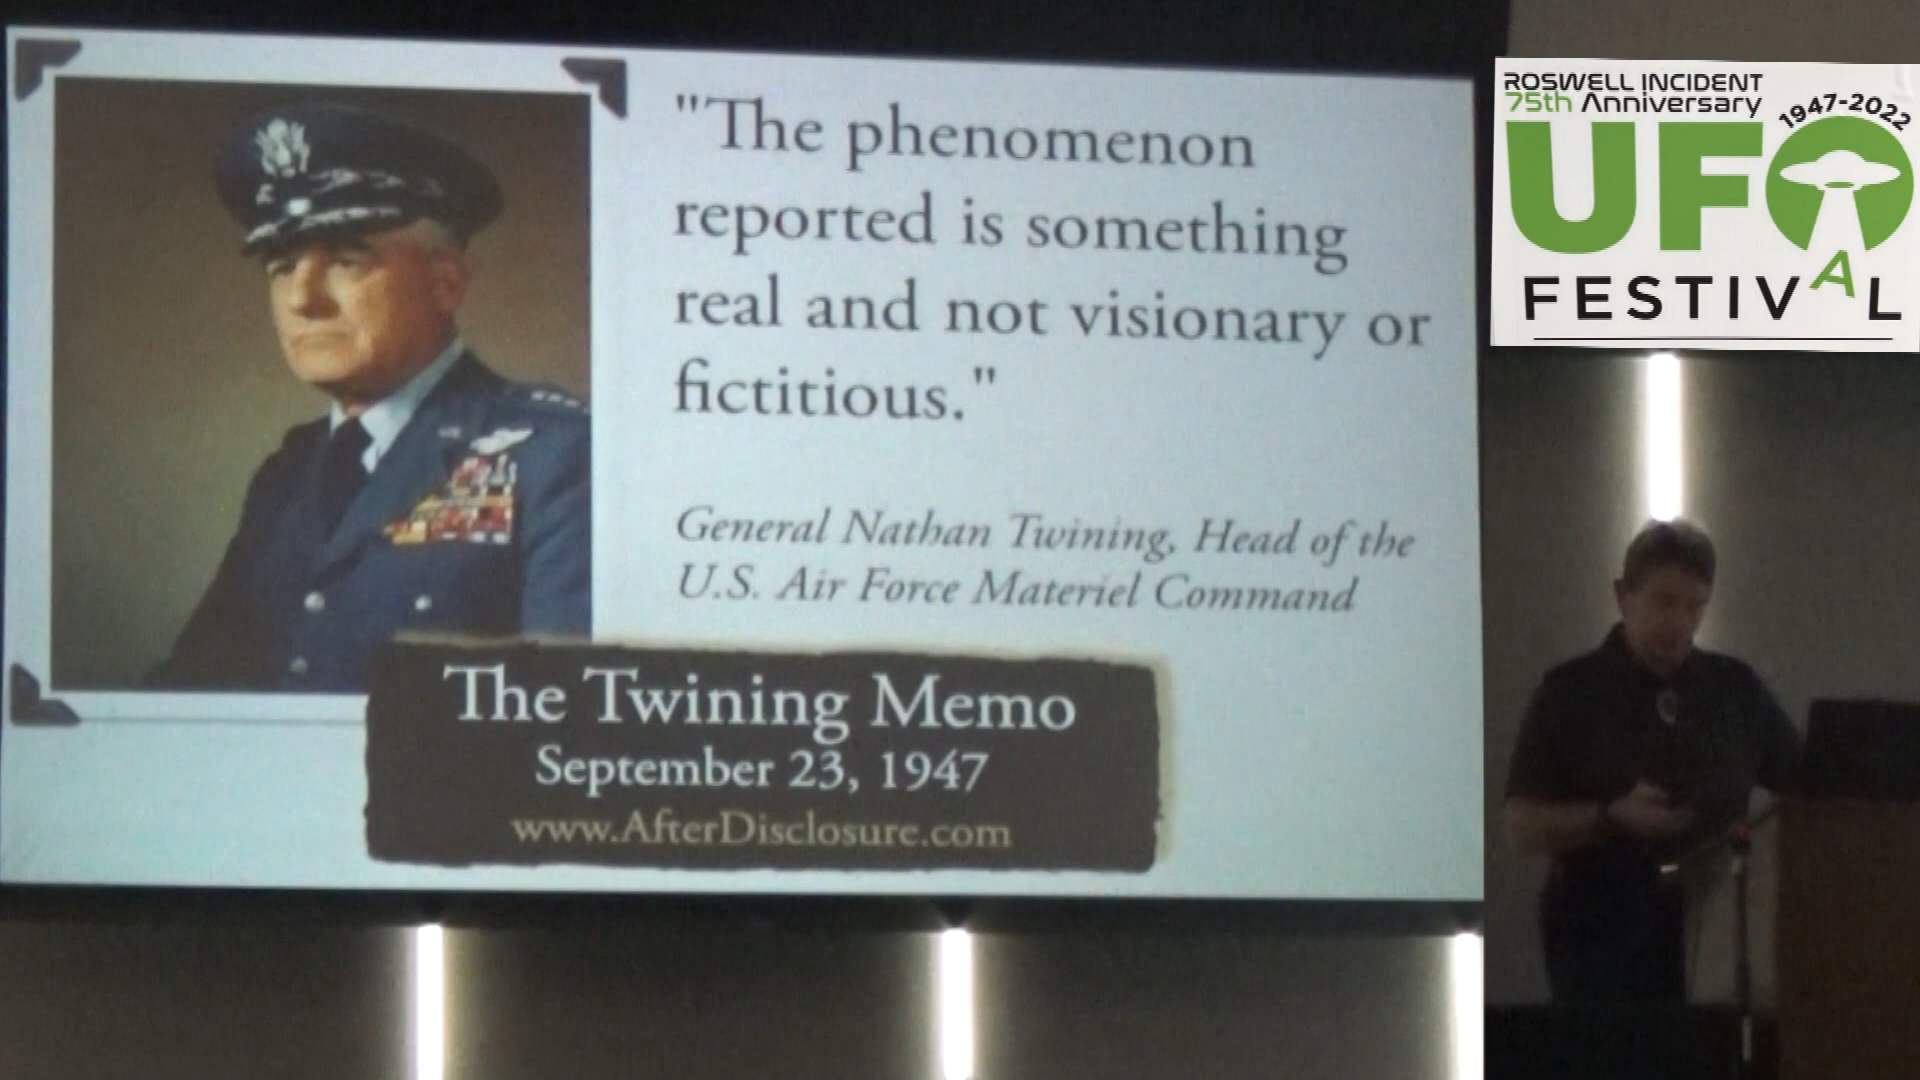 "The phenomenon
reported is something
real and not visionary or
fictitious."
General Nathan Twining, Head of the
U.S. Air Force Materiel Command
The Twining Memo
September 23, 1947
www.AfterDisclosure.com
ROSWELL INCIDENT
75th Anniversary
1947-2022
UFO
FESTIVAL